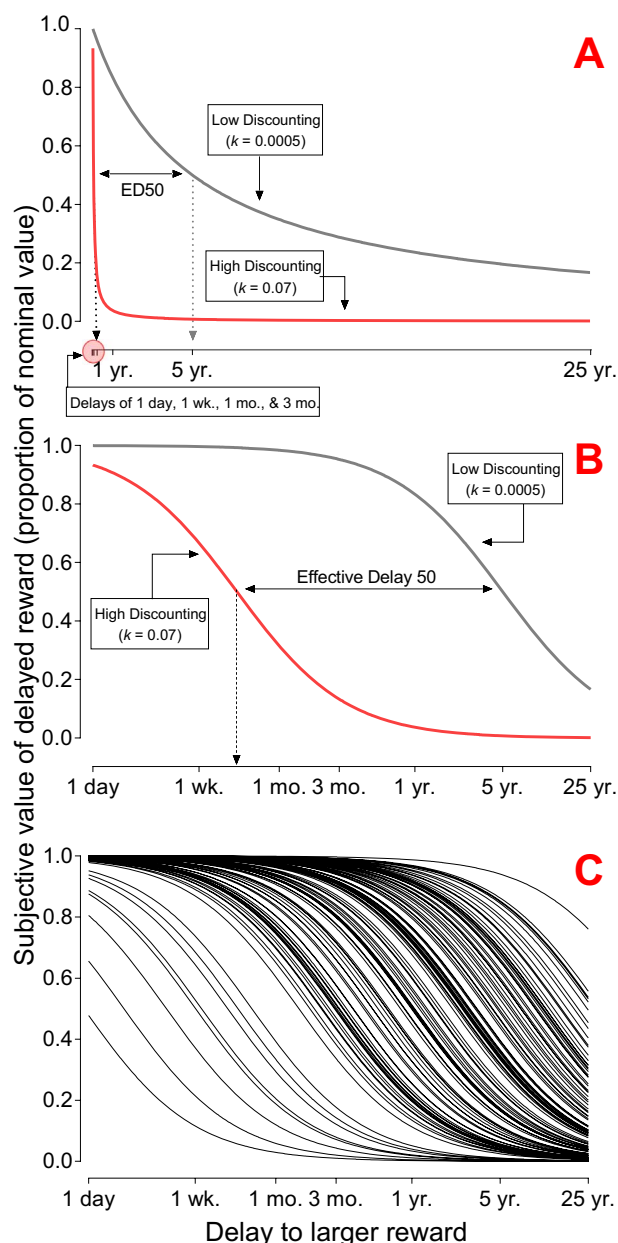 Subjective value of delayed reward (proportion of nominal value)
A
1.0
0.8
0.6
0.4
0.2
0.0
Low Discounting
(k = 0.0005)
ED50
High Discounting
(k = 0.07)
1 yr.
5 yr.
25 yr.
Delays of 1 day, 1 wk., 1 mo., & 3 mo.
B
1.0
0.8
0.6
0.4
0.2
0.0
Low Discounting
(k = 0.0005)
Effective Delay 50
High Discounting
(k = 0.07)
1 day
1 wk.
1 mo.
3 mo.
1 yr.
5 yr.
25 yr.
C
1.0
0.8
0.6
0.4
0.2
0.0
1 day
1 wk.
1 mo.
3 mo.
1 yr.
5 yr.
25 yr.
Delay to larger reward